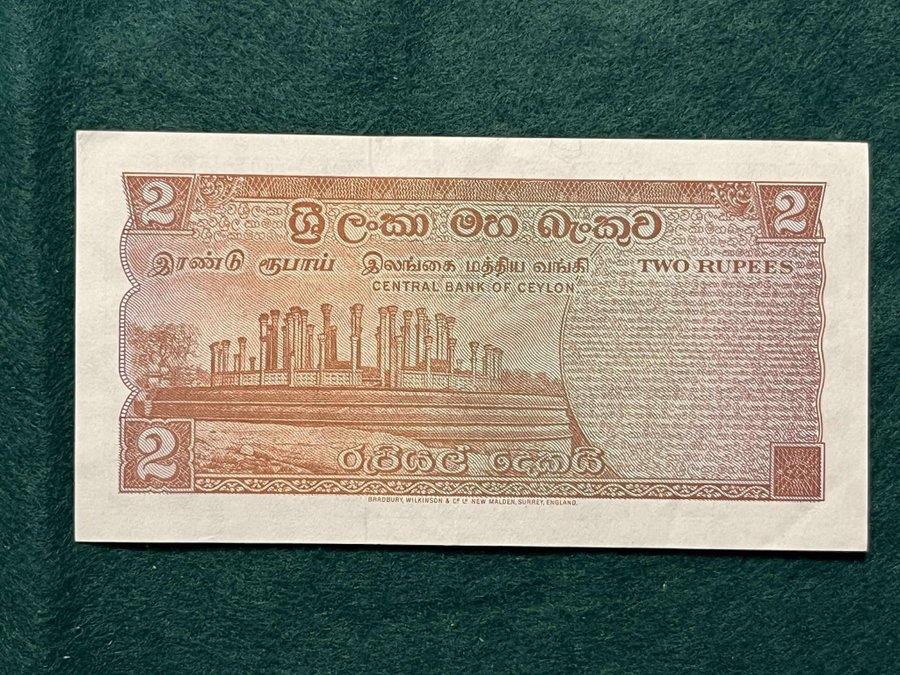 2 2
ශ්‍රී ලංකා මහ බැංකුව
இரண்டு ரூபாய் இலங்கை மத்திய வங்கி TWO RUPEES
CENTRAL BANK OF CEYLON
2
රුපියල් දෙකයි
BRADBURY, WILKINSON & Cº Lᵈ NEW MALDEN, SURREY, ENGLAND.